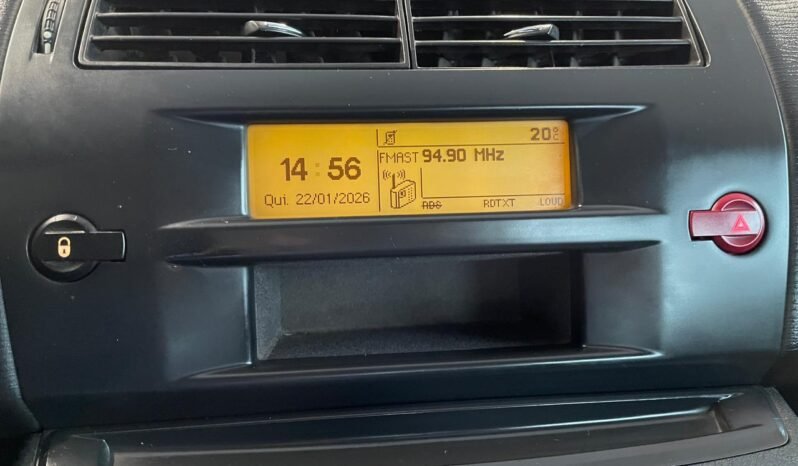 20°C
14:56
FMAST 94.90 MHz
Qui. 22/01/2026
RDS RDTXT LOUD